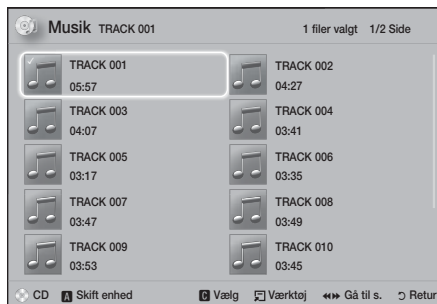 Musik TRACK 001 1 filer valgt 1/2 Side
TRACK 001 TRACK 002
05:57 04:27
TRACK 003 TRACK 004
04:07 03:41
TRACK 005 TRACK 006
03:17 03:35
TRACK 007 TRACK 008
03:47 03:49
TRACK 009 TRACK 010
03:53 03:45
CD A Skift enhed C Vælg Værktøj Gå til s. Retur